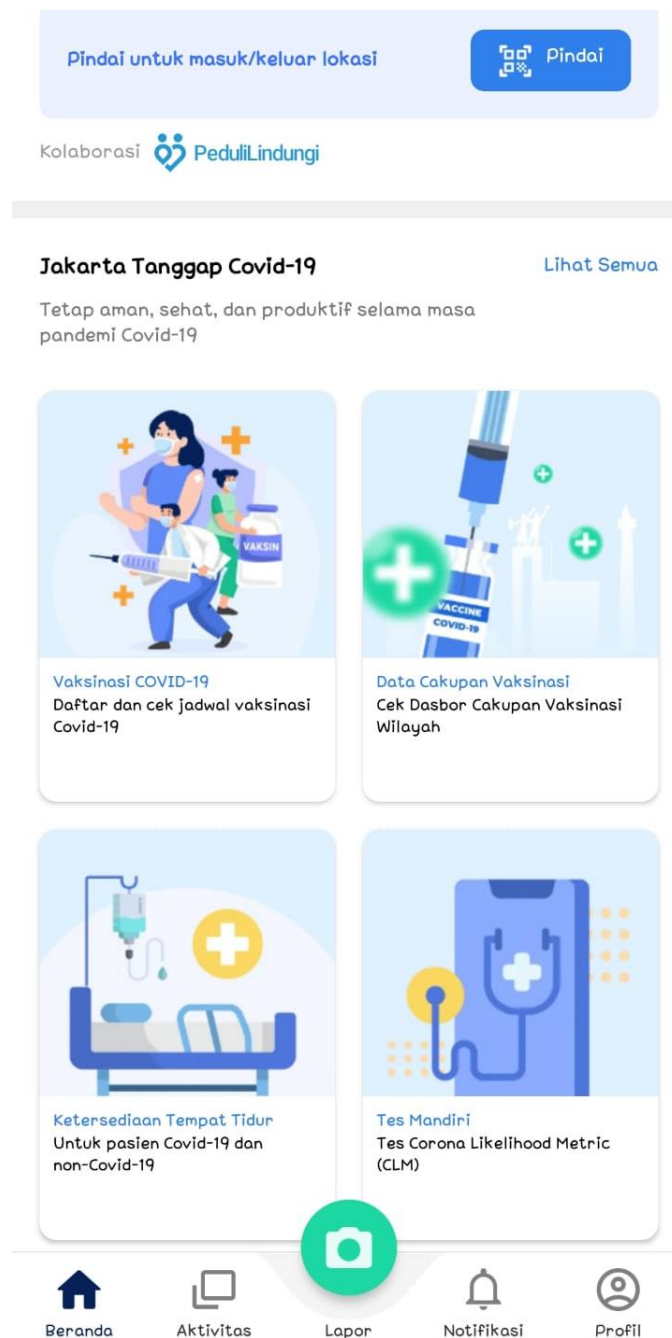 Pindai untuk masuk/keluar lokasi
Pindai
Kolaborasi PeduliLindungi
Jakarta Tanggap Covid-19
Lihat Semua
Tetap aman, sehat, dan produktif selama masa
pandemi Covid-19
VAKSIN
VACCINE
COVID-19
Vaksinasi COVID-19
Daftar dan cek jadwal vaksinasi
Covid-19
Data Cakupan Vaksinasi
Cek Dasbor Cakupan Vaksinasi
Wilayah
Ketersediaan Tempat Tidur
Untuk pasien Covid-19 dan
non-Covid-19
Tes Mandiri
Tes Corona Likelihood Metric
(CLM)
Beranda
Aktivitas
Lapor
Notifikasi
Profil